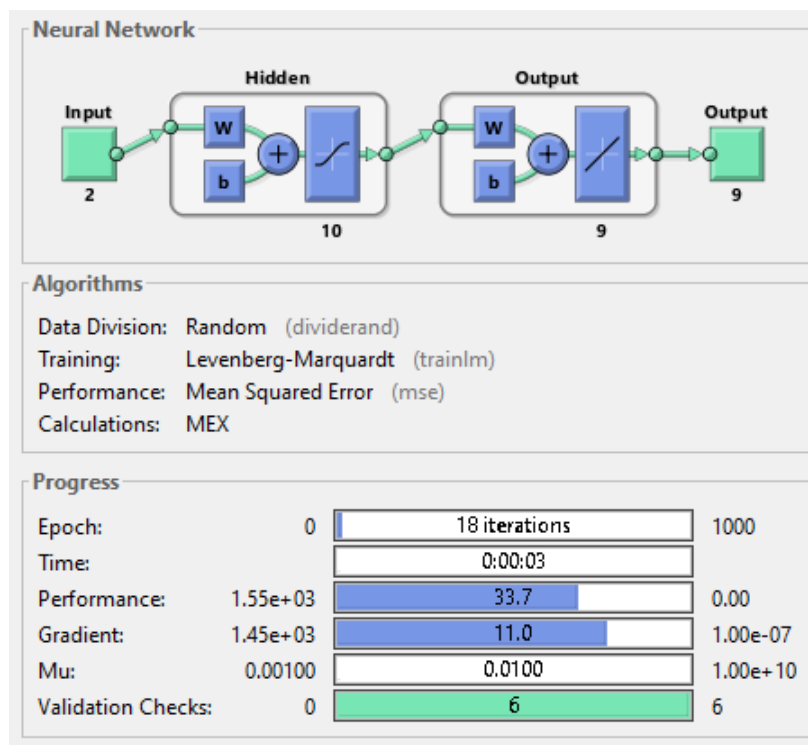 Neural Network
Hidden Output
Input Output
W W
b b
+ +
2 9
10 9
Algorithms
Data Division: Random (dividerand)
Training: Levenberg-Marquardt (trainlm)
Performance: Mean Squared Error (mse)
Calculations: MEX
Progress
Epoch: 0 18 iterations 1000
Time: 0:00:03
Performance: 1.55e+03 33.7 0.00
Gradient: 1.45e+03 11.0 1.00e-07
Mu: 0.00100 0.0100 1.00e+10
Validation Checks: 0 6 6